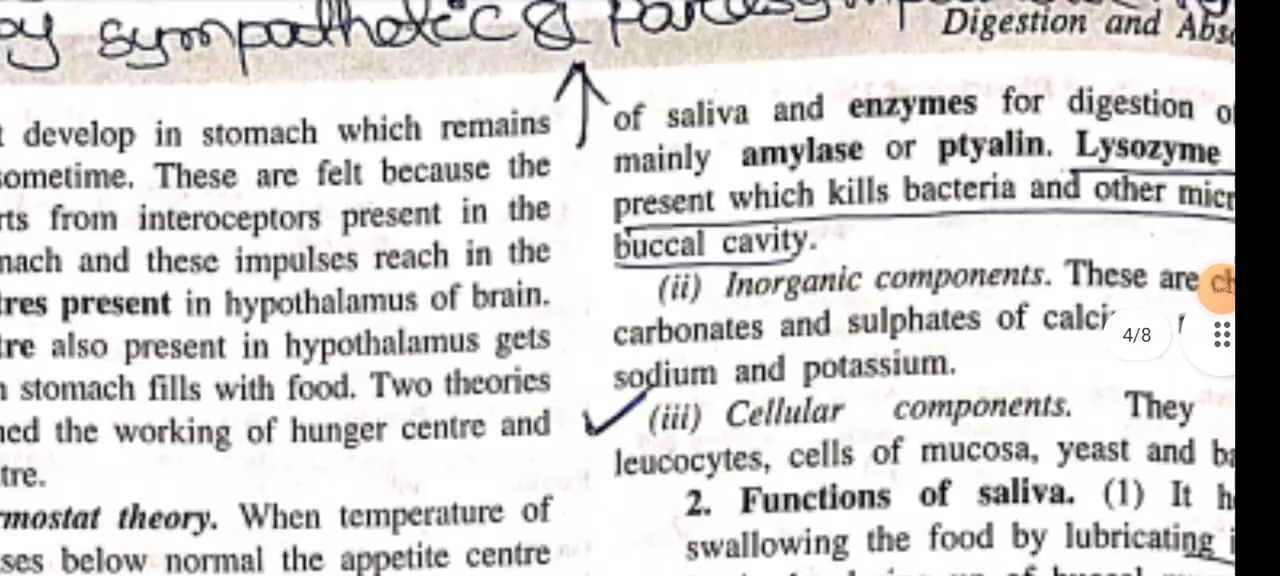 sympathetic &
Digestion and Abs
t develop in stomach which remains
sometime. These are felt because the
rts from interoceptors present in the
mach and these impulses reach in the
tres present in hypothalamus of brain.
tre also present in hypothalamus gets
n stomach fills with food. Two theories
ned the working of hunger centre and
tre.
rmostat theory. When temperature of
ses below normal the appetite centre
of saliva and enzymes for digestion o
mainly amylase or ptyalin. Lysozyme
present which kills bacteria and other micr
buccal cavity.
(ii) Inorganic components. These are ch
carbonates and sulphates of calci
sodium and potassium.
(iii) Cellular components. They
leucocytes, cells of mucosa, yeast and ba
2. Functions of saliva. (1) It h
swallowing the food by lubricating i
4/8